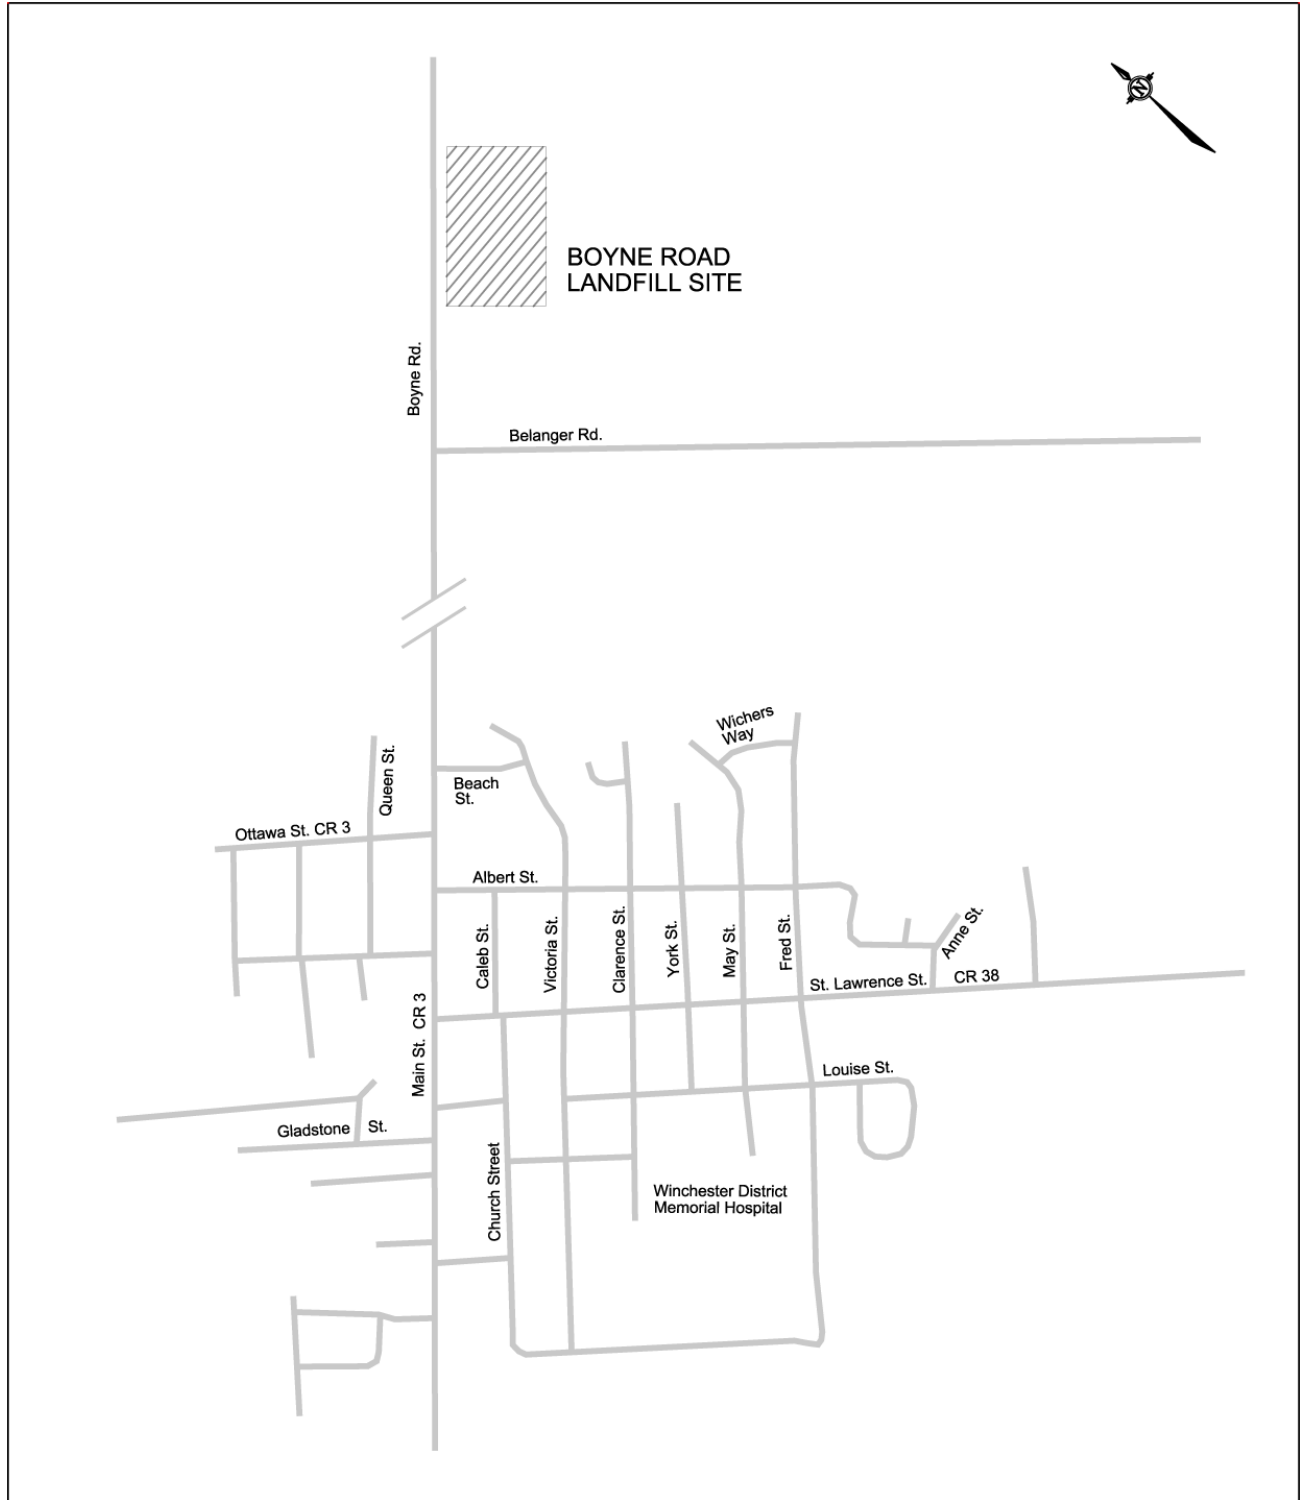 N
BOYNE ROAD
LANDFILL SITE
Boyne Rd.
Belanger Rd.
Wichers
Way
Queen St.
Beach
St.
Ottawa St. CR 3
Albert St.
Caleb St.
Victoria St.
Clarence St.
York St.
May St.
Fred St.
Anne St.
St. Lawrence St.
CR 38
Main St. CR 3
Louise St.
Gladstone St.
Church Street
Winchester District
Memorial Hospital